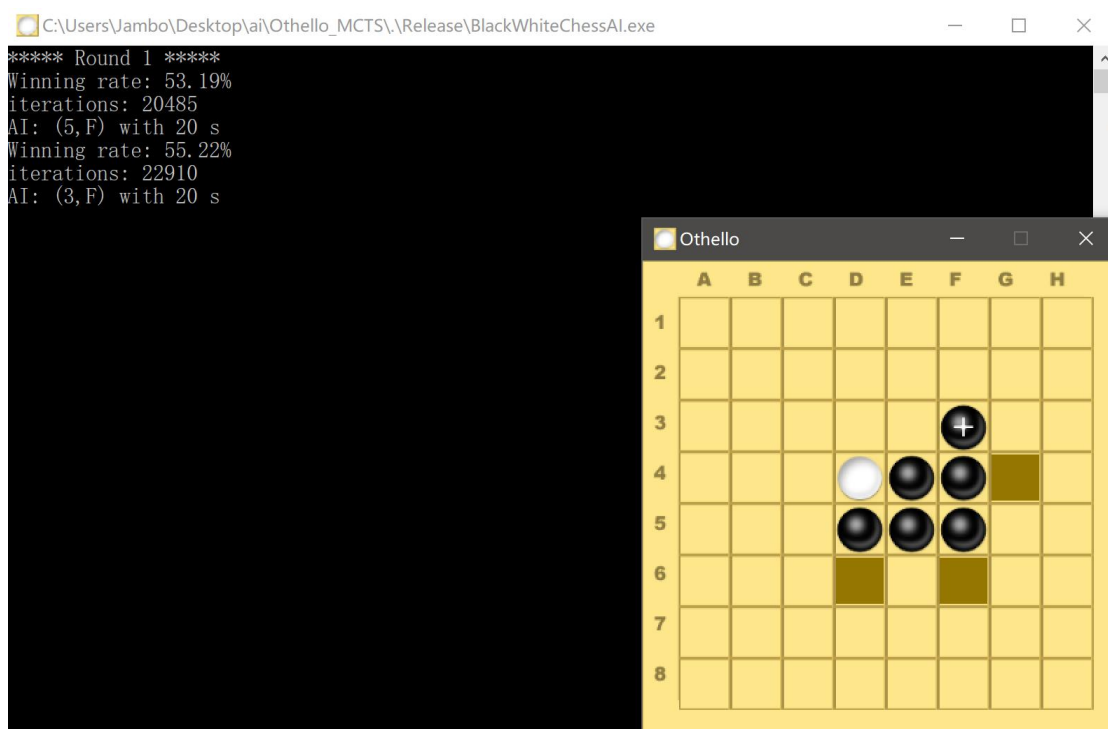 C:\Users\Jambo\Desktop\ai\Othello_MCTS\.\Release\BlackWhiteChessAI.exe
***** Round 1 *****
Winning rate: 53.19%
iterations: 20485
AI: (5,F) with 20 s
Winning rate: 55.22%
iterations: 22910
AI: (3,F) with 20 s
Othello
A B C D E F G H
1
2
3
4
5
6
7
8